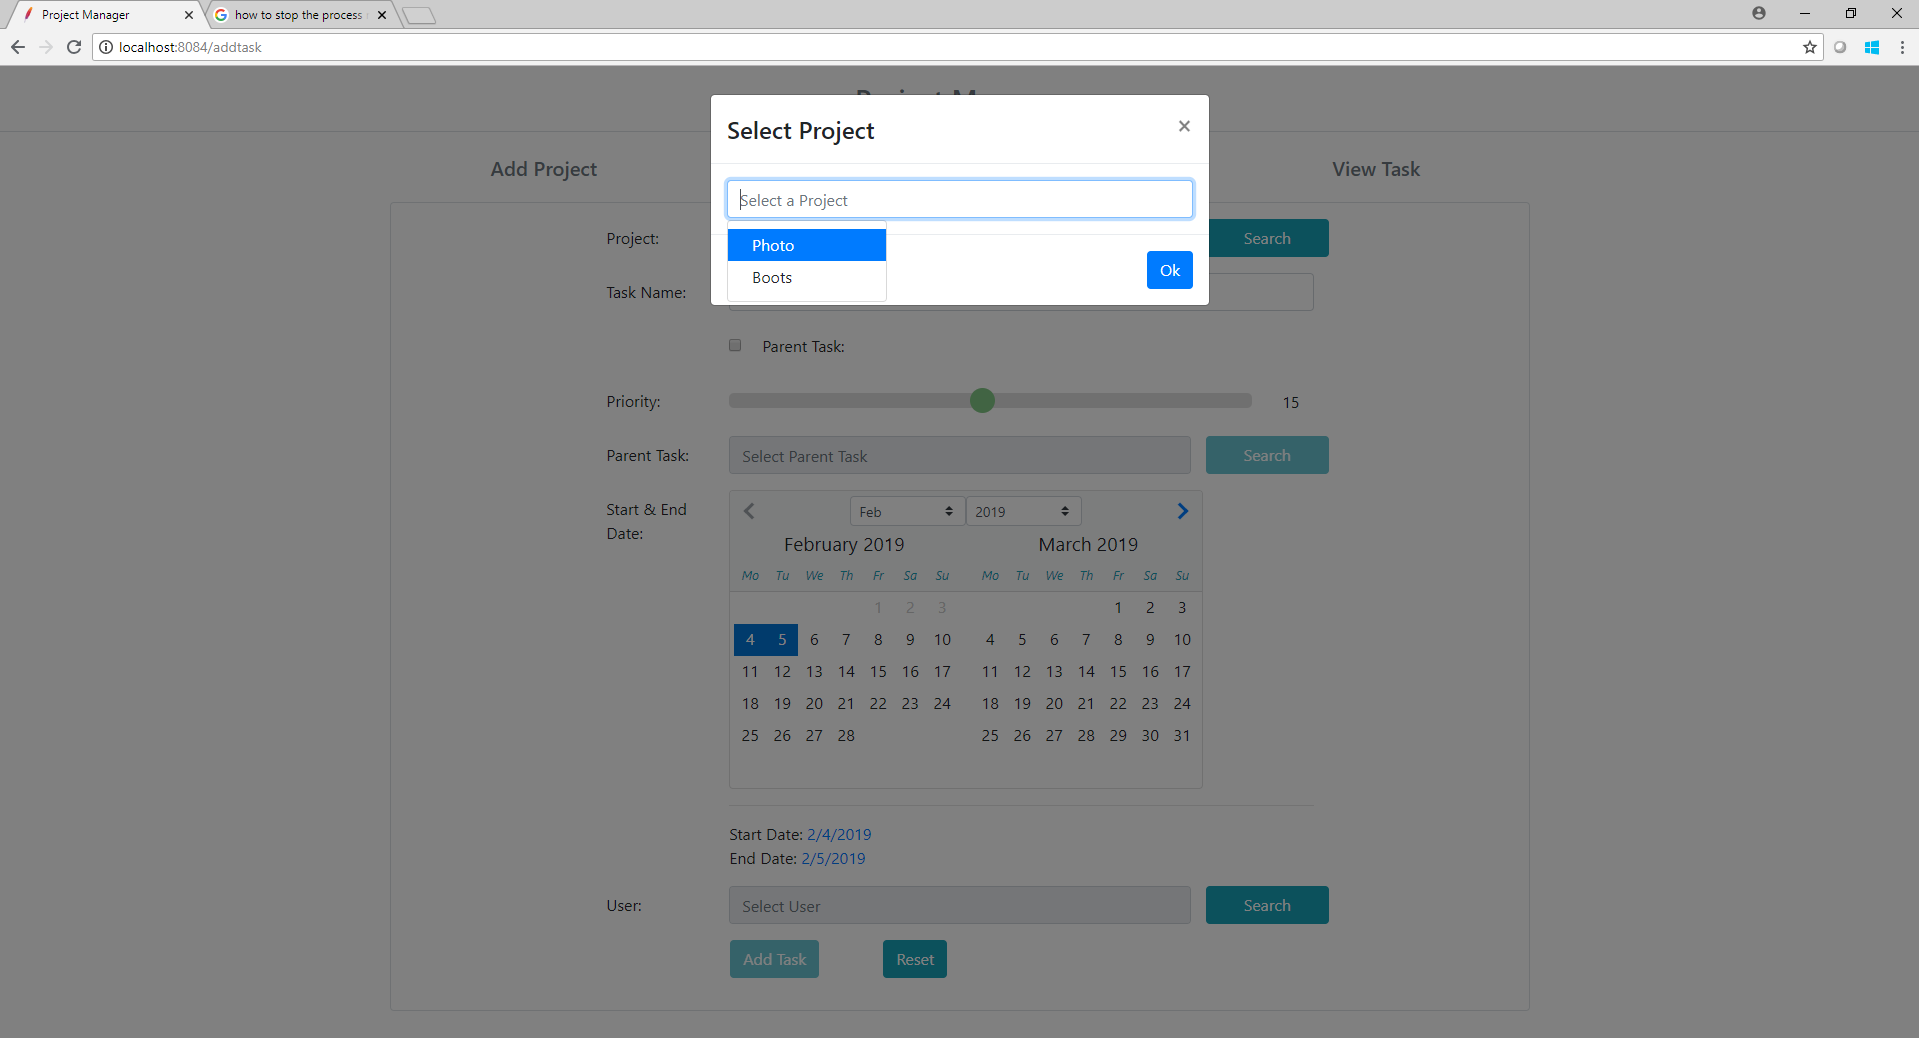 Project Manager
how to stop the process
localhost:8084/addtask
Project M
Select Project
×
Add Project
View Task
Select a Project
Project:
Photo
Search
Boots
Ok
Task Name:
Parent Task:
Priority:
15
Parent Task:
Select Parent Task
Search
Start & End
Date:
Feb
2019
February 2019
March 2019
Mo Tu We Th Fr Sa Su
Mo Tu We Th Fr Sa Su
1 2 3
1 2 3
4 5 6 7 8 9 10
4 5 6 7 8 9 10
11 12 13 14 15 16 17
11 12 13 14 15 16 17
18 19 20 21 22 23 24
18 19 20 21 22 23 24
25 26 27 28
25 26 27 28 29 30 31
Start Date: 2/4/2019
End Date: 2/5/2019
User:
Select User
Search
Add Task
Reset